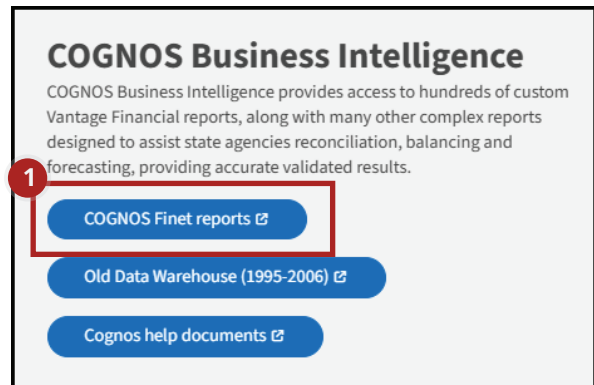 COGNOS Business Intelligence
COGNOS Business Intelligence provides access to hundreds of custom
Vantage Financial reports, along with many other complex reports
designed to assist state agencies reconciliation, balancing and
forecasting, providing accurate validated results.
1
COGNOS Finet reports
Old Data Warehouse (1995-2006)
Cognos help documents